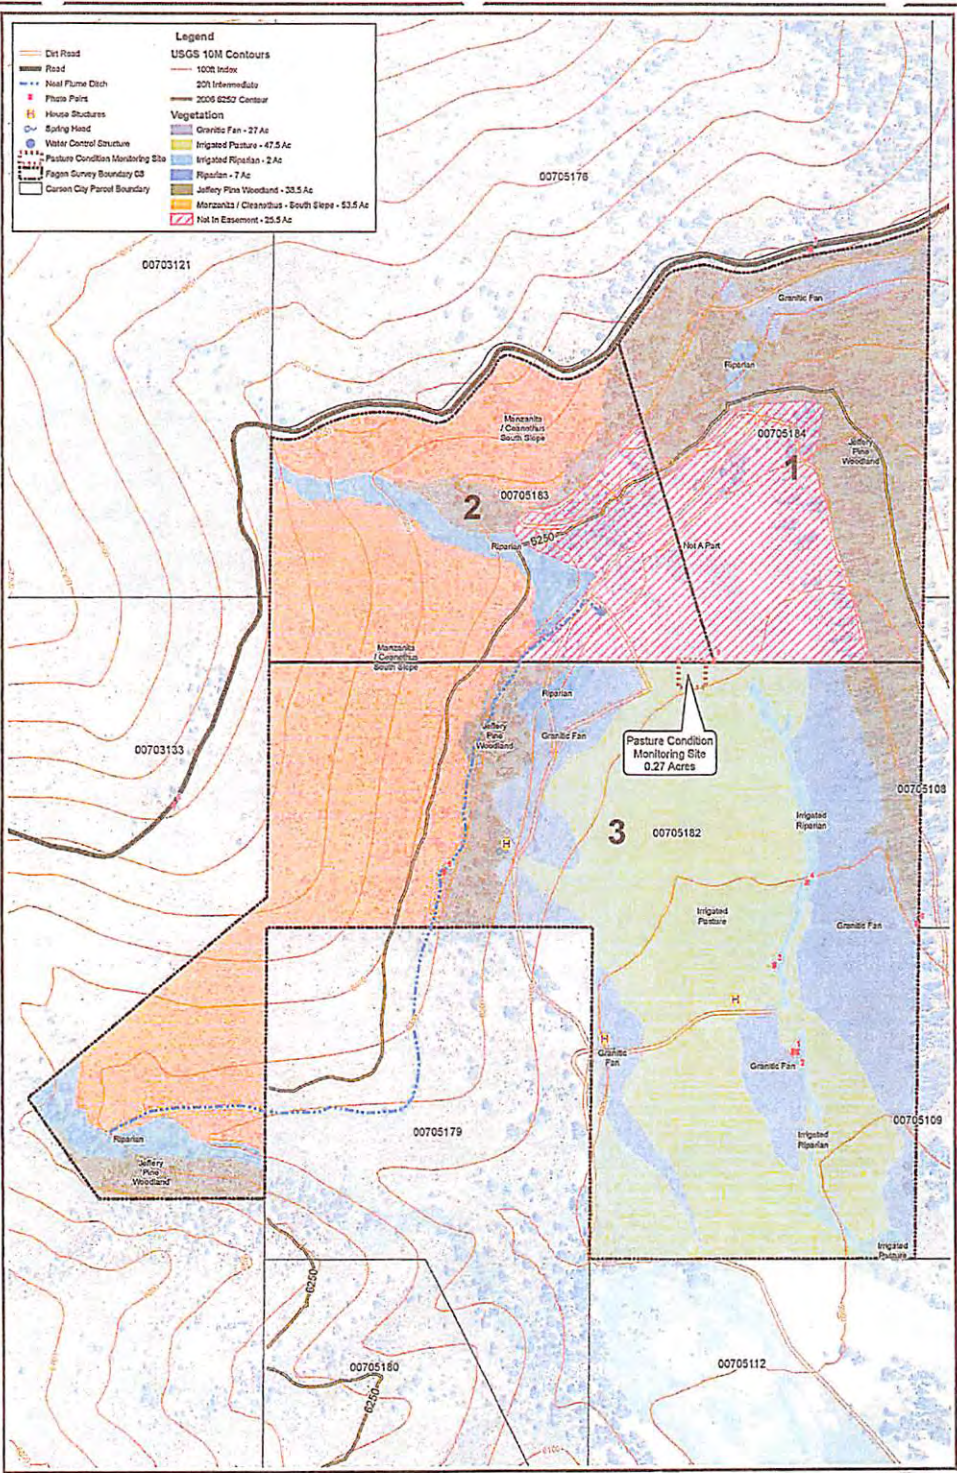 Legend
Dirt Road
Road
Neal Flume Ditch
Photo Point
H House Stuctures
Spring Head
Water Control Structure
Pasture Condition Monitoring Site
Fagen Survey Boundary 03
Carson City Parcel Boundary
USGS 10M Contours
100ft Index
20ft Intermediate
2006 6250' Contour
Vegetation
Granitic Fan - 27 Ac
Irrigated Pasture - 47.5 Ac
Irrigated Riparian - 2 Ac
Riparian - 7 Ac
Jeffery Pine Woodland - 38.5 Ac
Manzanita / Cleanothus - South Slope - 53.5 Ac
Not In Easement - 25.5 Ac
00705176
00703121
Granitic Fan
Riparian
Manzanita
/ Ceanothus
South Slope
00705184
Jeffery
Pine
Woodland
1
2
00705183
Riparian
6250
Not A Part
Manzanita
/ Ceanothus
South Slope
Riparian
Jeffery
Pine
Woodland
Granitic Fan
00703133
Pasture Condition
Monitoring Site
0.27 Acres
00705108
3
00705182
Irrigated
Riparian
H
4
Irrigated
Pasture
Granitic Fan
H
H
Granitic
Fan
Granitic Fan
1
00705179
Riparian
Jeffery
Pine
Woodland
00705109
Irrigated
Riparian
Irrigated
Pasture
6250
00705180
6250
00705112